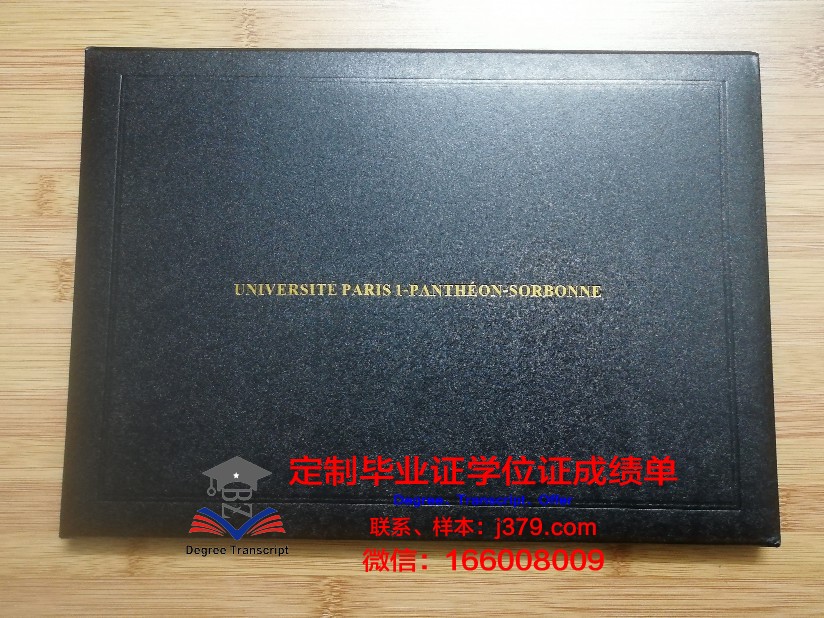 UNIVERSITE PARIS 1-PANTHÉON-SORBONNE
定制毕业证学位证成绩单
Degree、Transcript、Offer
联系、样本：j379.com
微信：166008009
BZ
Degree Transcript